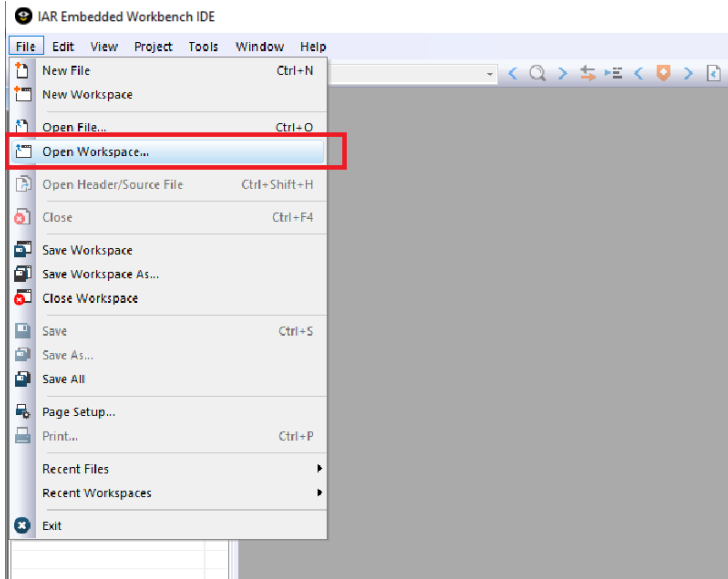 IAR Embedded Workbench IDE
File Edit View Project Tools Window Help
New File Ctrl+N
New Workspace
Open File... Ctrl+O
Open Workspace...
Open Header/Source File Ctrl+Shift+H
Close Ctrl+F4
Save Workspace
Save Workspace As...
Close Workspace
Save Ctrl+S
Save As...
Save All
Page Setup...
Print... Ctrl+P
Recent Files
Recent Workspaces
Exit